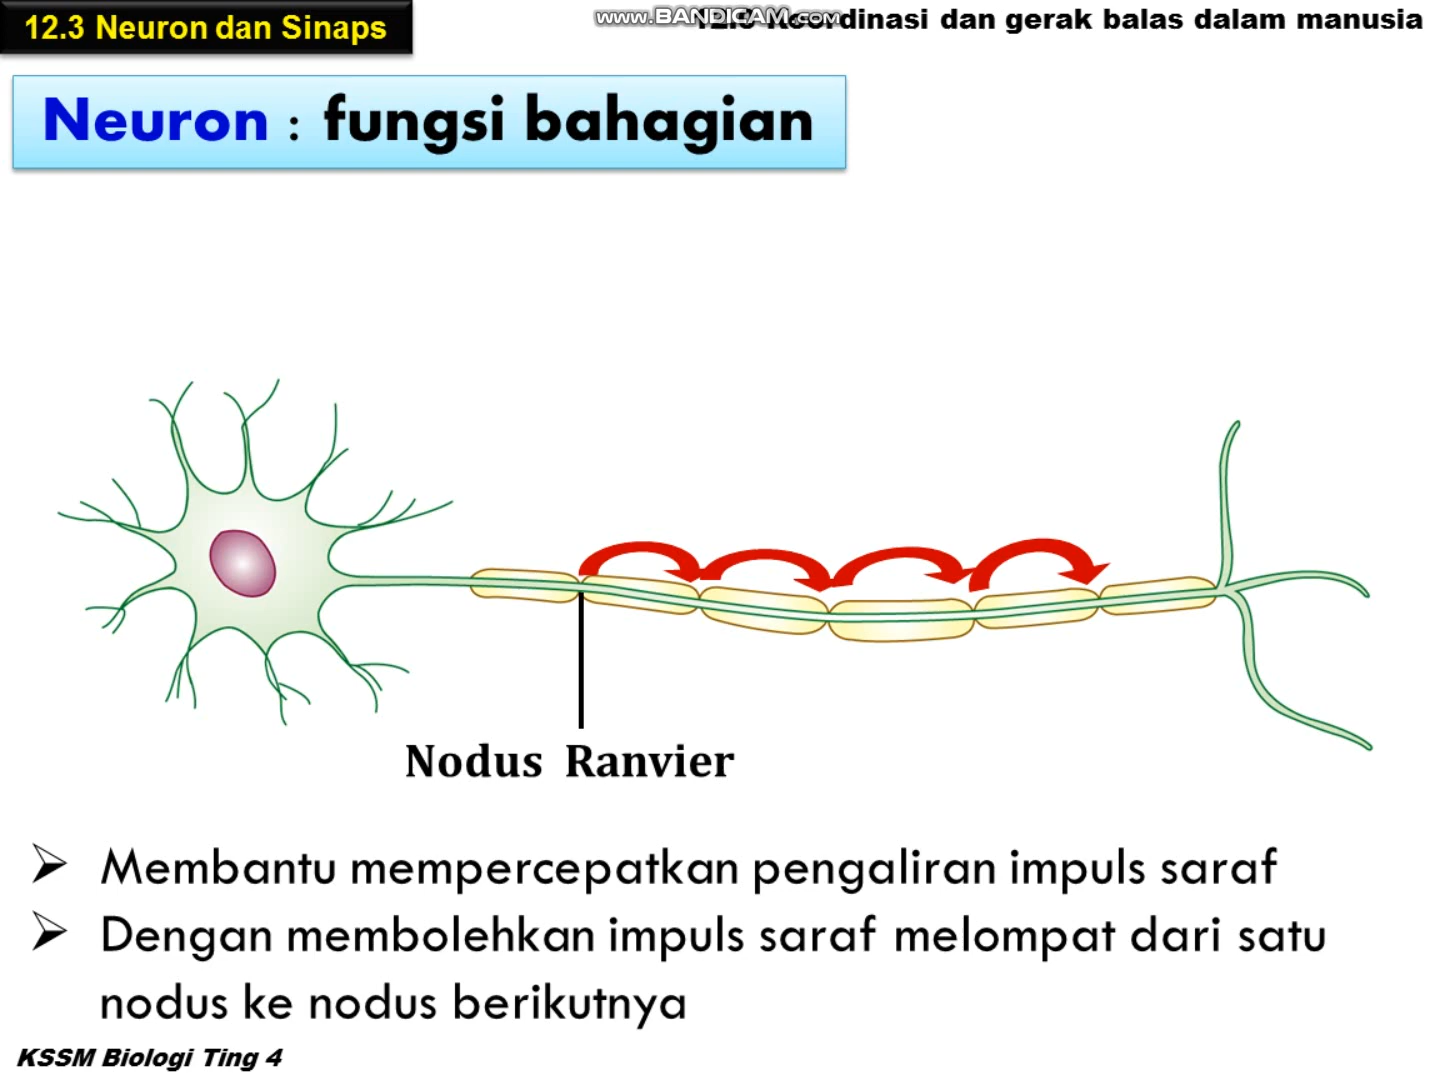 12.3 Neuron dan Sinaps
www.BANDICAM.com
Koordinasi dan gerak balas dalam manusia
Neuron : fungsi bahagian
Nodus Ranvier
Membantu mempercepatkan pengaliran impuls saraf
Dengan membolehkan impuls saraf melompat dari satu
nodus ke nodus berikutnya
KSSM Biologi Ting 4